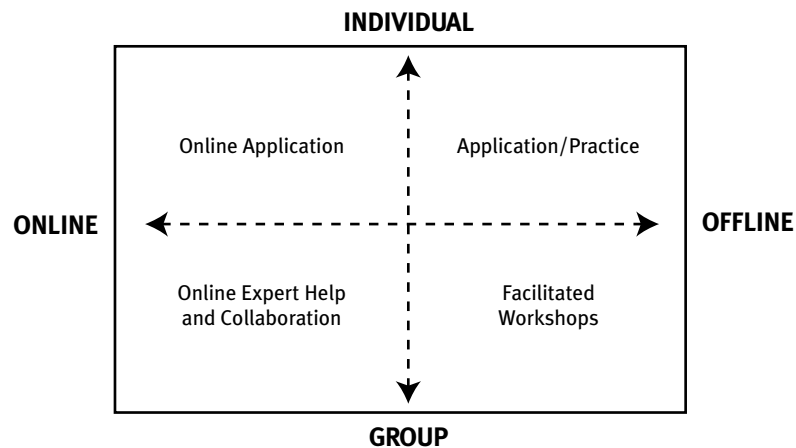 INDIVIDUAL
Online Application
Application/Practice
ONLINE
OFFLINE
Online Expert Help
and Collaboration
Facilitated
Workshops
GROUP